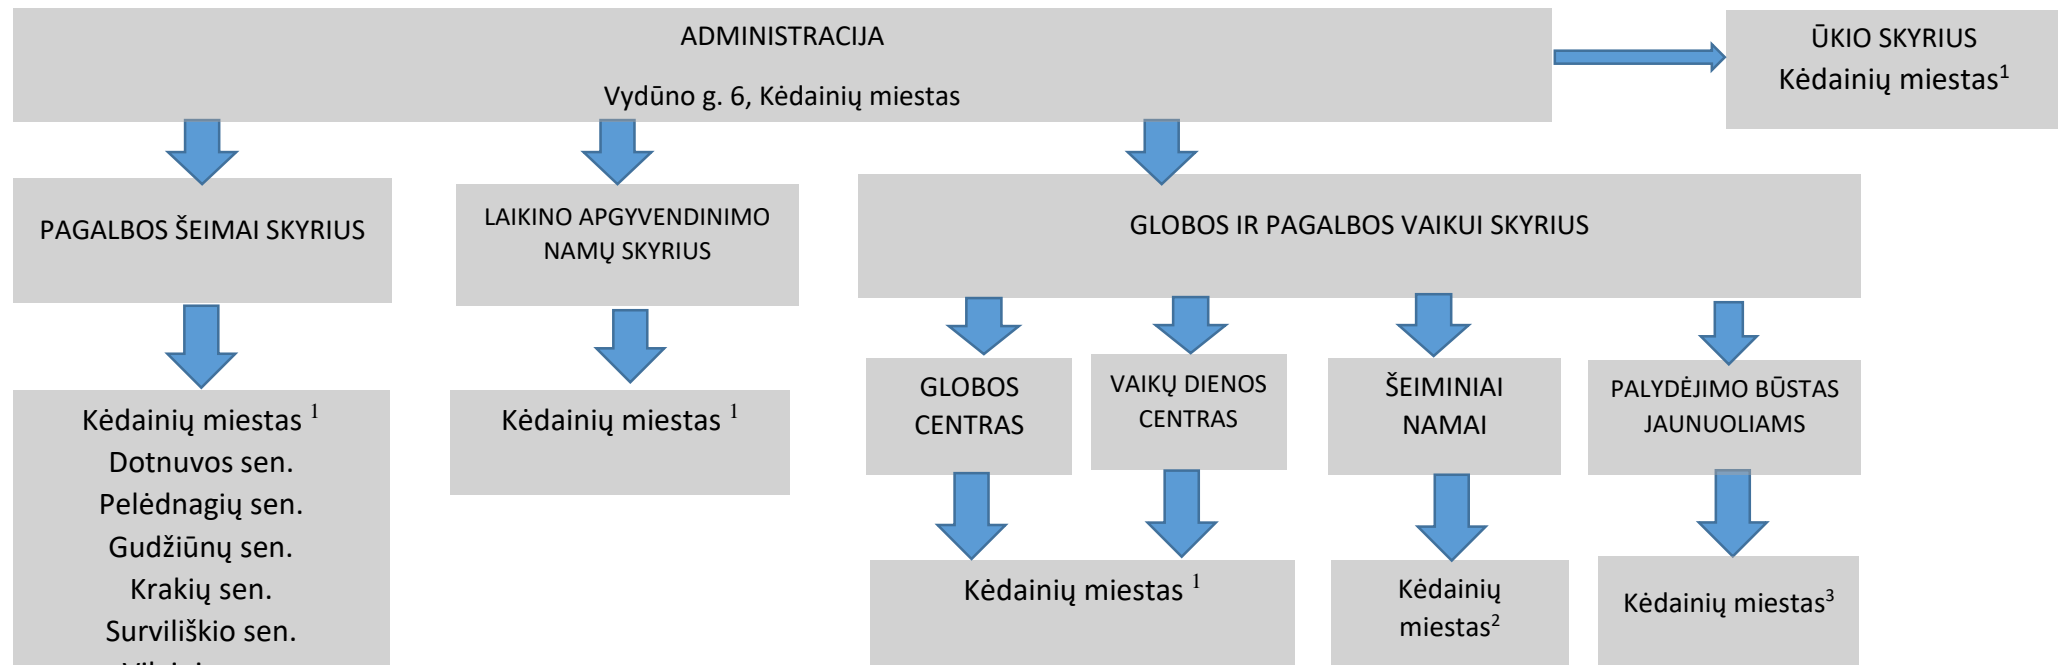 ADMINISTRACIJA
Vydūno g. 6, Kėdainių miestas
ŪKIO SKYRIUS
Kėdainių miestas¹
PAGALBOS ŠEIMAI SKYRIUS
LAIKINO APGYVENDINIMO
NAMŲ SKYRIUS
GLOBOS IR PAGALBOS VAIKUI SKYRIUS
Kėdainių miestas ¹
Dotnuvos sen.
Pelėdnagių sen.
Gudžiūnų sen.
Krakių sen.
Surviliškio sen.
Kėdainių miestas ¹
GLOBOS
CENTRAS
VAIKŲ DIENOS
CENTRAS
ŠEIMINIAI
NAMAI
PALYDĖJIMO BŪSTAS
JAUNUOLIAMS
Kėdainių miestas ¹
Kėdainių
miestas²
Kėdainių miestas³